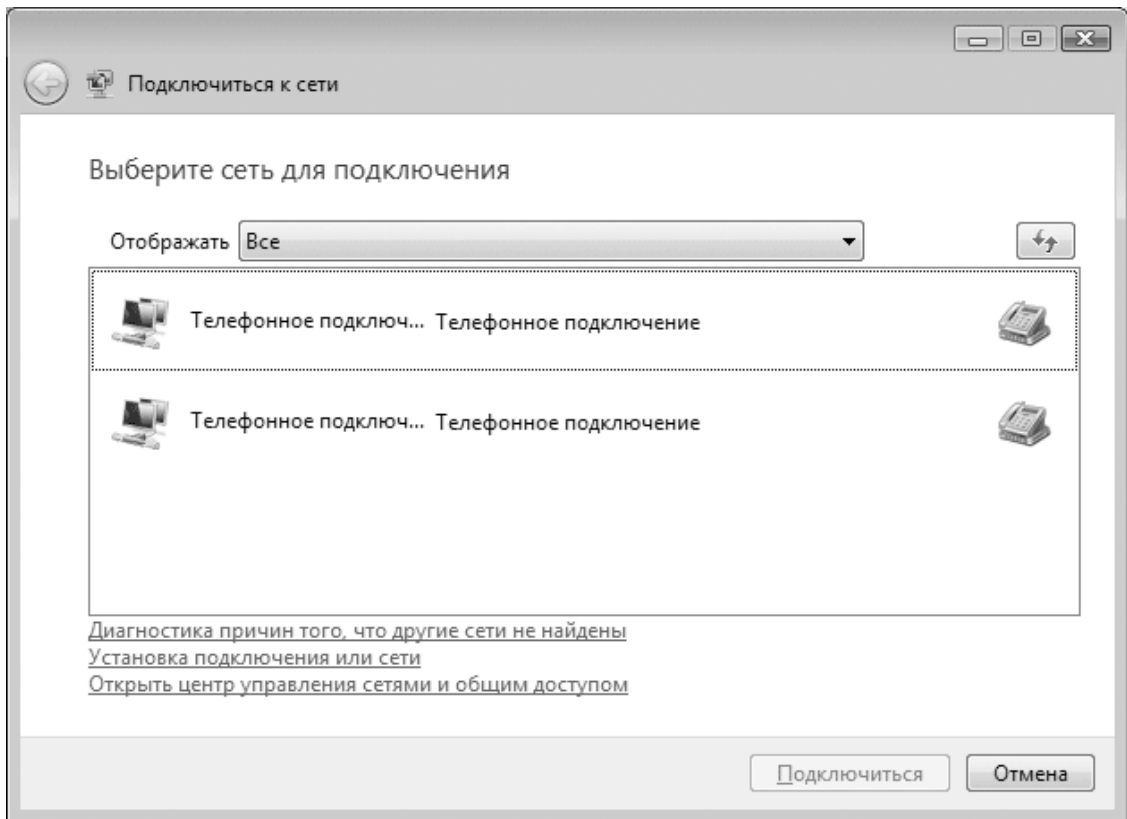 Подключиться к сети
Выберите сеть для подключения
Отображать Все
Телефонное подключ... Телефонное подключение
Телефонное подключ... Телефонное подключение
Диагностика причин того, что другие сети не найдены
Установка подключения или сети
Открыть центр управления сетями и общим доступом
Подключиться Отмена